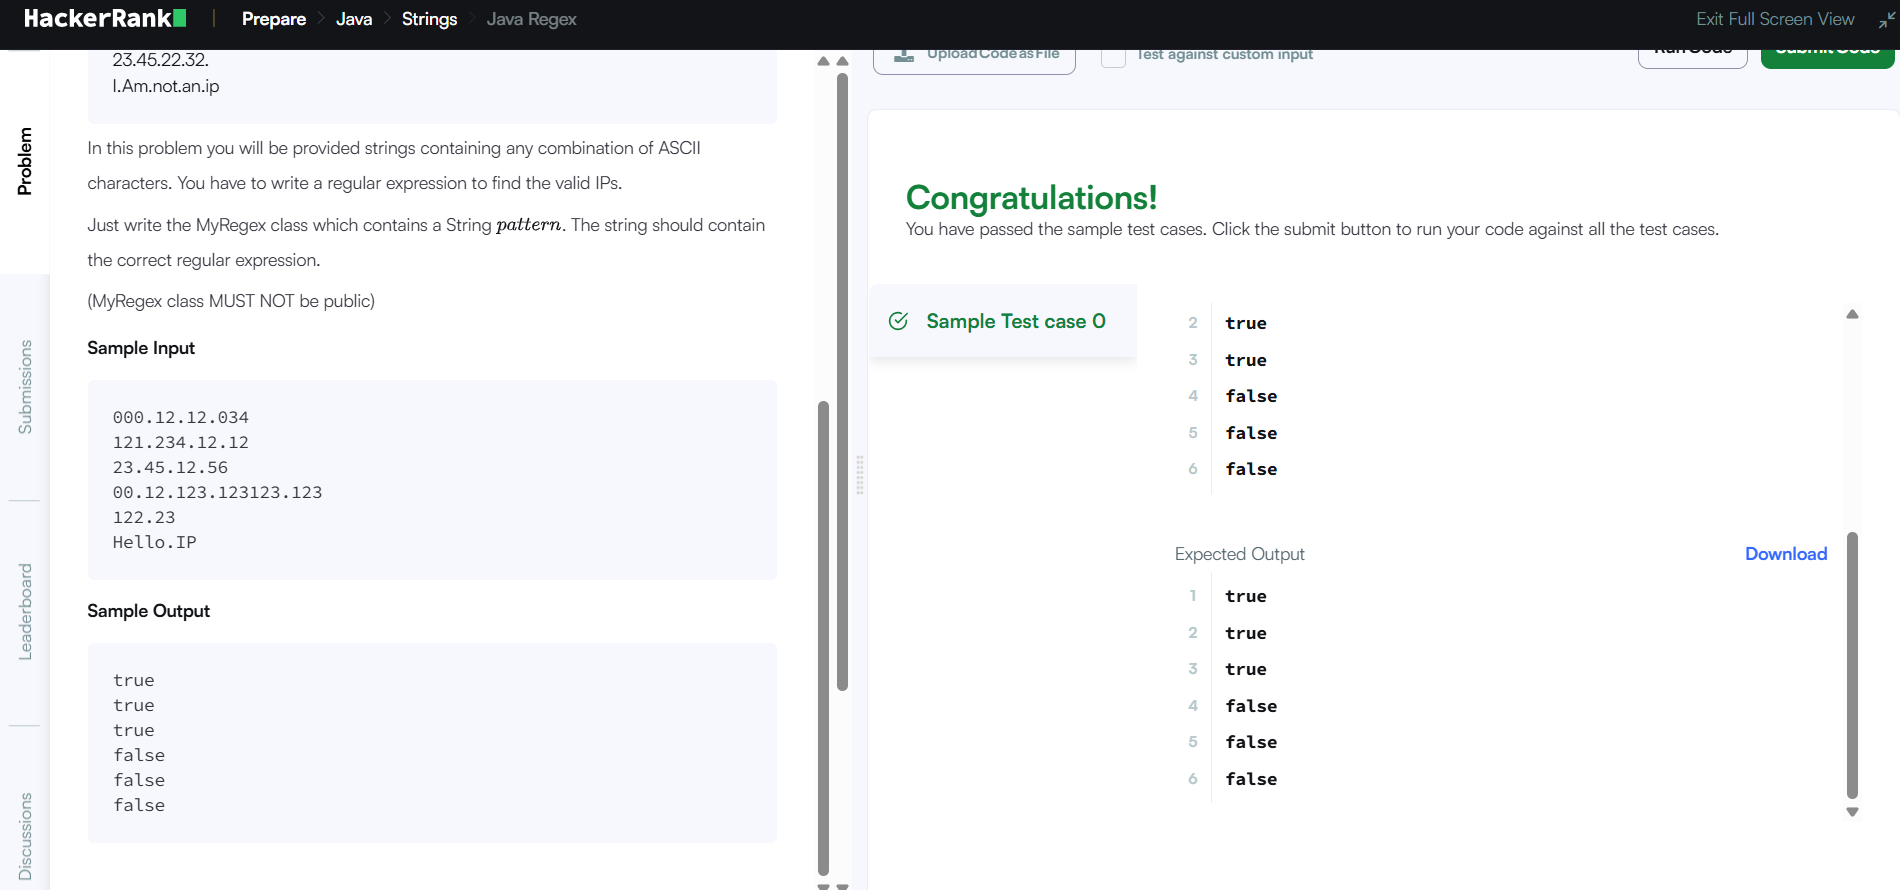 HackerRank | Prepare > Java > Strings > Java Regex
Exit Full Screen View
Problem
Submissions
Leaderboard
Discussions
23.45.22.32.
I.Am.not.an.ip
In this problem you will be provided strings containing any combination of ASCII
characters. You have to write a regular expression to find the valid IPs.
Just write the MyRegex class which contains a String pattern. The string should contain
the correct regular expression.
(MyRegex class MUST NOT be public)
Sample Input
000.12.12.034
121.234.12.12
23.45.12.56
00.12.123.123123.123
122.23
Hello.IP
Sample Output
true
true
true
false
false
false
Upload Code as File
Test against custom input
Run Code
Submit Code
Congratulations!
You have passed the sample test cases. Click the submit button to run your code against all the test cases.
Sample Test case 0
2 true
3 true
4 false
5 false
6 false
Expected Output
Download
1 true
2 true
3 true
4 false
5 false
6 false